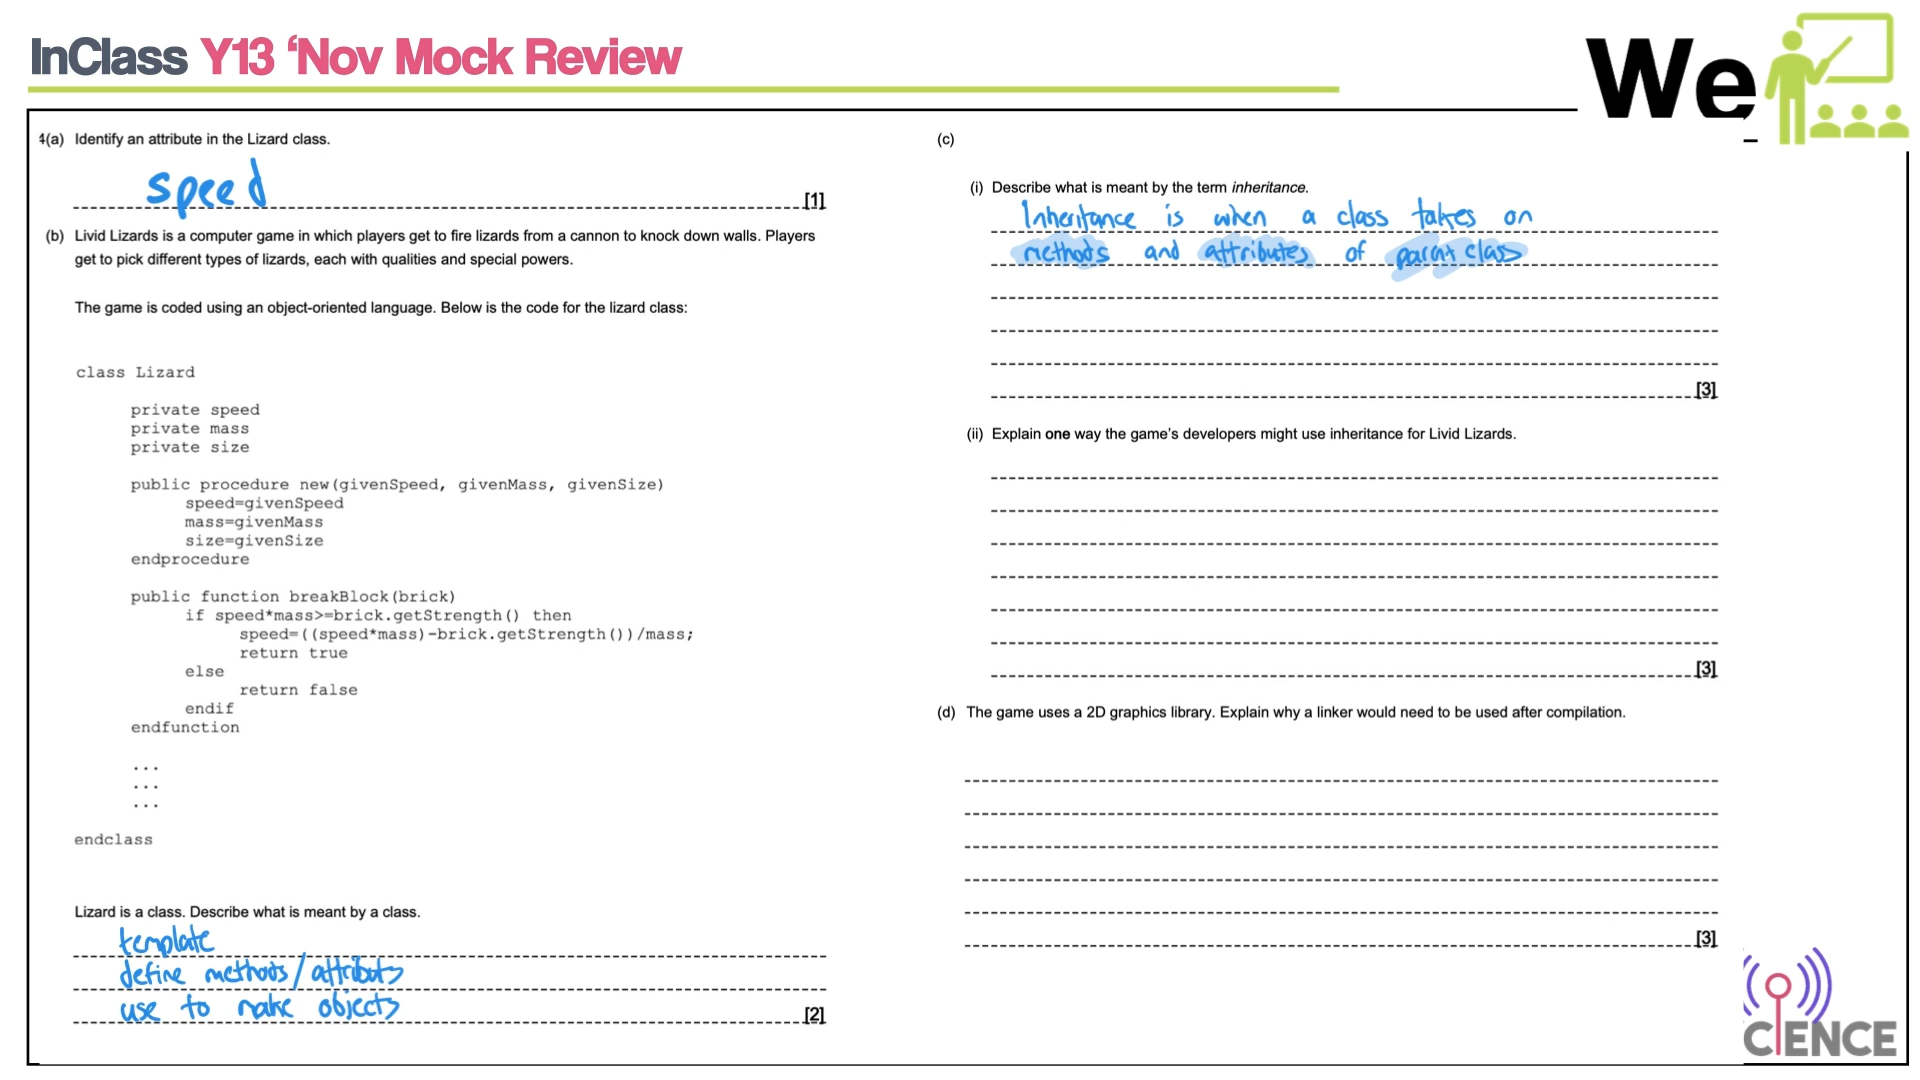 InClass Y13 ‘Nov Mock Review
We
4(a) Identify an attribute in the Lizard class.
speed
[1]
(b) Livid Lizards is a computer game in which players get to fire lizards from a cannon to knock down walls. Players
get to pick different types of lizards, each with qualities and special powers.
The game is coded using an object-oriented language. Below is the code for the lizard class:
class Lizard
private speed
private mass
private size
public procedure new(givenSpeed, givenMass, givenSize)
speed=givenSpeed
mass=givenMass
size=givenSize
endprocedure
public function breakBlock(brick)
if speed*mass>=brick.getStrength() then
speed=((speed*mass)-brick.getStrength())/mass;
return true
else
return false
endif
endfunction
...
...
...
endclass
Lizard is a class. Describe what is meant by a class.
template
define methods/attributs
use to make objects
[2]
(c)
(i) Describe what is meant by the term inheritance.
Inheritance is when a class takes on
methods and attributes of parent class
[3]
(ii) Explain one way the game's developers might use inheritance for Livid Lizards.
[3]
(d) The game uses a 2D graphics library. Explain why a linker would need to be used after compilation.
[3]
CIENCE